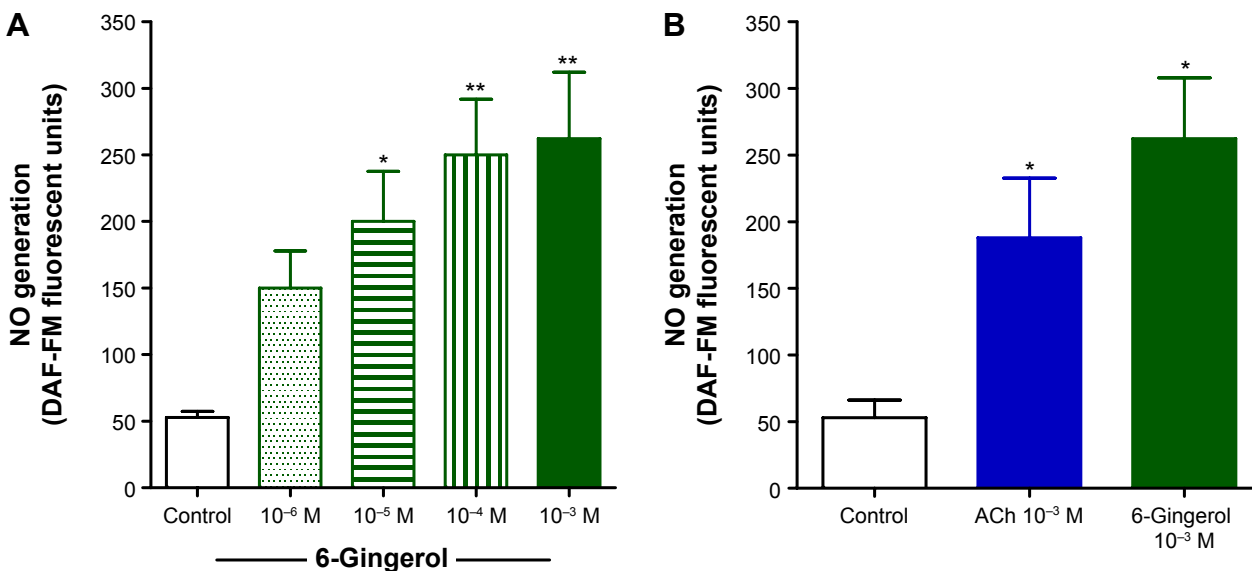 A
NO generation
(DAF-FM fluorescent units)
350
300
250
200
150
100
50
0
*
**
**
Control
10⁻⁶ M
10⁻⁵ M
10⁻⁴ M
10⁻³ M
6-Gingerol
B
NO generation
(DAF-FM fluorescent units)
350
300
250
200
150
100
50
0
*
*
Control
ACh 10⁻³ M
6-Gingerol
10⁻³ M